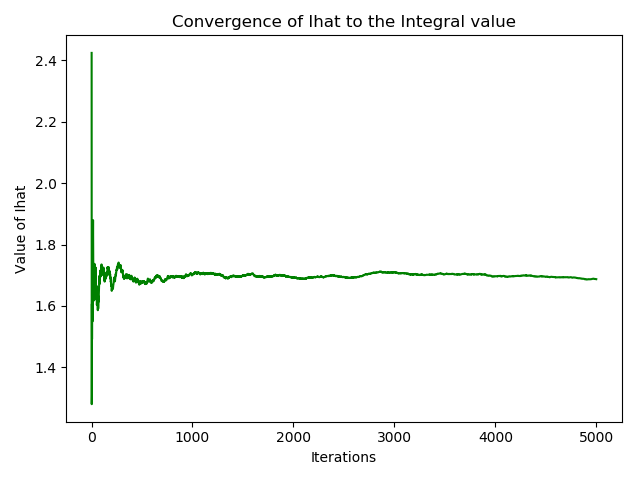 Convergence of Ihat to the Integral value
Value of Ihat
2.4
2.2
2.0
1.8
1.6
1.4
0 1000 2000 3000 4000 5000
Iterations